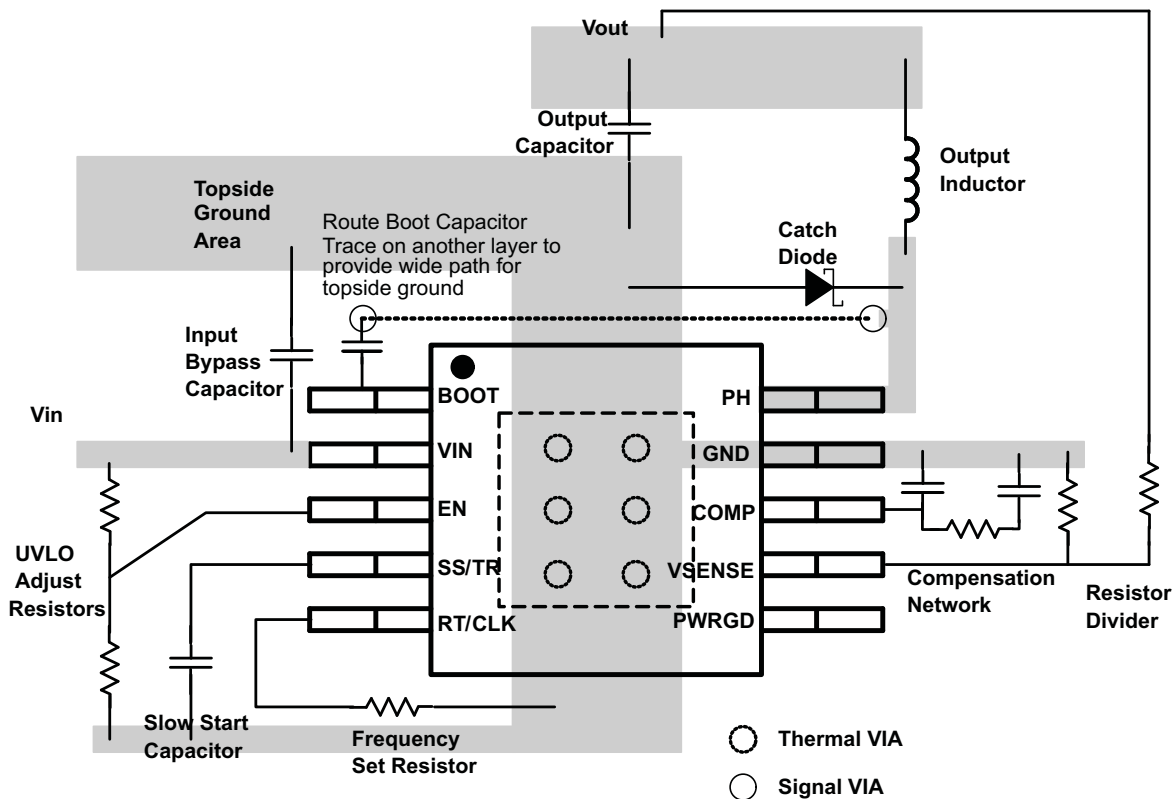 Vout
Output
Capacitor
Output
Inductor
Topside
Ground
Area
Route Boot Capacitor
Trace on another layer to
provide wide path for
topside ground
Catch
Diode
Input
Bypass
Capacitor
Vin
BOOT
VIN
EN
SS/TR
RT/CLK
PH
GND
COMP
VSENSE
PWRGD
UVLO
Adjust
Resistors
Compensation
Network
Resistor
Divider
Slow Start
Capacitor
Frequency
Set Resistor
Thermal VIA
Signal VIA